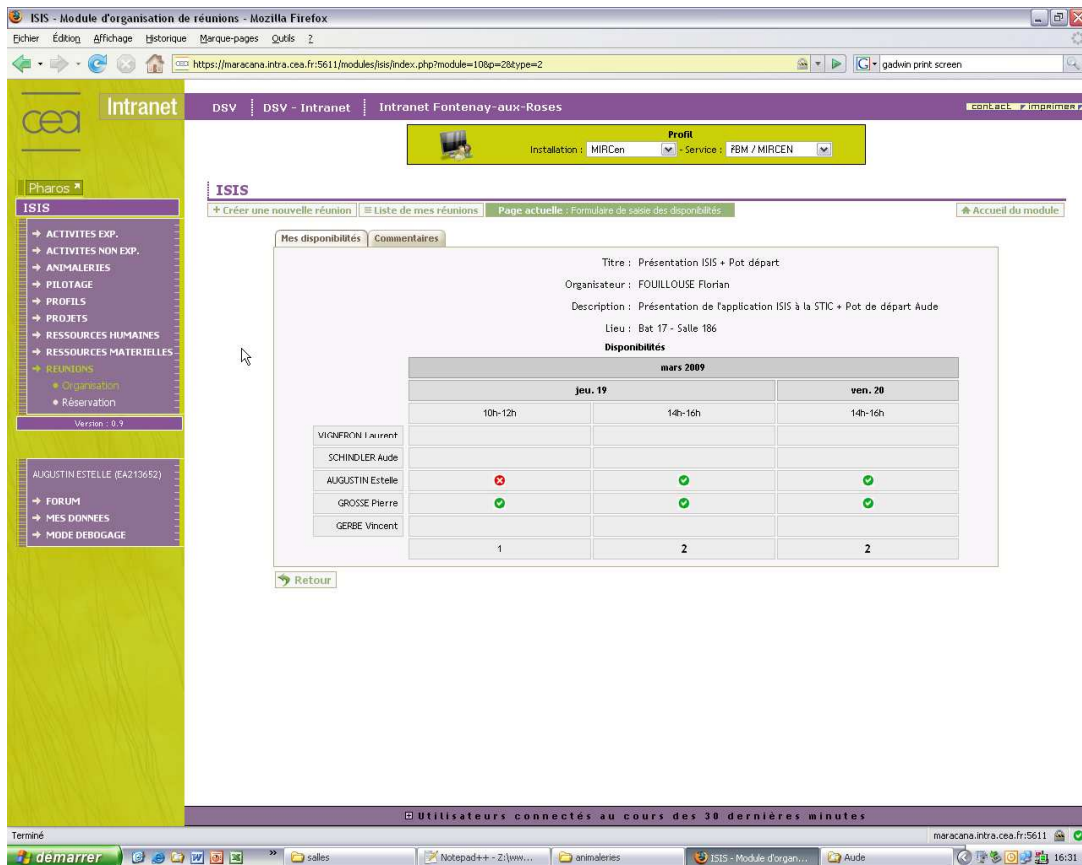 ISIS - Module d'organisation de réunions - Mozilla Firefox
Fichier Édition Affichage Historique Marque-pages Outils ?
https://maracana.intra.cea.fr:5611/modules/isis/index.php?module=10&p=2&type=2 G gadwin print screen
cea Intranet DSV DSV - Intranet Intranet Fontenay-aux-Roses contact imprimer
Profil
Installation : MIRCen - Service : BM / MIRCEN
Pharos
ISIS
ISIS
+ Créer une nouvelle réunion Liste de mes réunions Page actuelle : Formulaire de saisie des disponibilités Accueil du module
ACTIVITES EXP.
ACTIVITES NON EXP.
ANIMALERIES
PILOTAGE
PROFILS
PROJETS
RESSOURCES HUMAINES
RESSOURCES MATERIELLES
REUNIONS
Organisation
Réservation
Version : 0.9
AUGUSTIN ESTELLE (EA213652)
FORUM
MES DONNEES
MODE DEBOGAGE
Mes disponibilités Commentaires
Titre : Présentation ISIS + Pot départ
Organisateur : FOUILLOUSE Florian
Description : Présentation de l'application ISIS à la STIC + Pot de départ Aude
Lieu : Bat 17 - Salle 186
Disponibilités
mars 2009
jeu. 19 ven. 20
10h-12h 14h-16h 14h-16h
VIGNERON Laurent
SCHINDLER Aude
AUGUSTIN Estelle
GROSSE Pierre
GERBE Vincent
1 2 2
Retour
Utilisateurs connectés au cours des 30 dernières minutes
Terminé maracana.intra.cea.fr:5611
démarrer » salles Notepad++ - Z:\ww... animaleries ISIS - Module d'organ... Aude 16:31